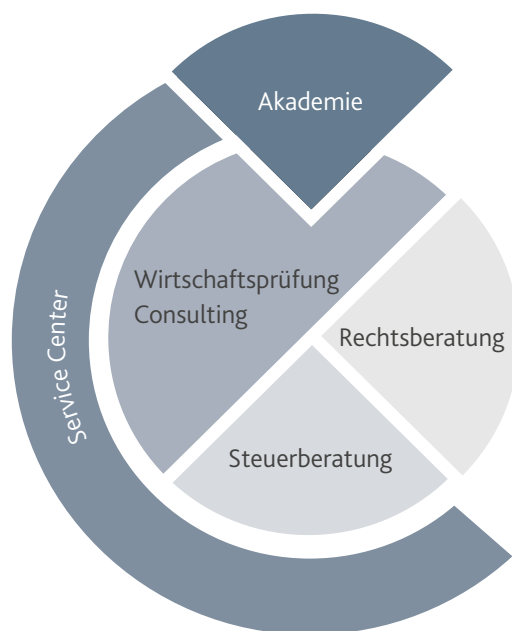 Akademie
Wirtschaftsprüfung
Consulting
Service Center
Rechtsberatung
Steuerberatung